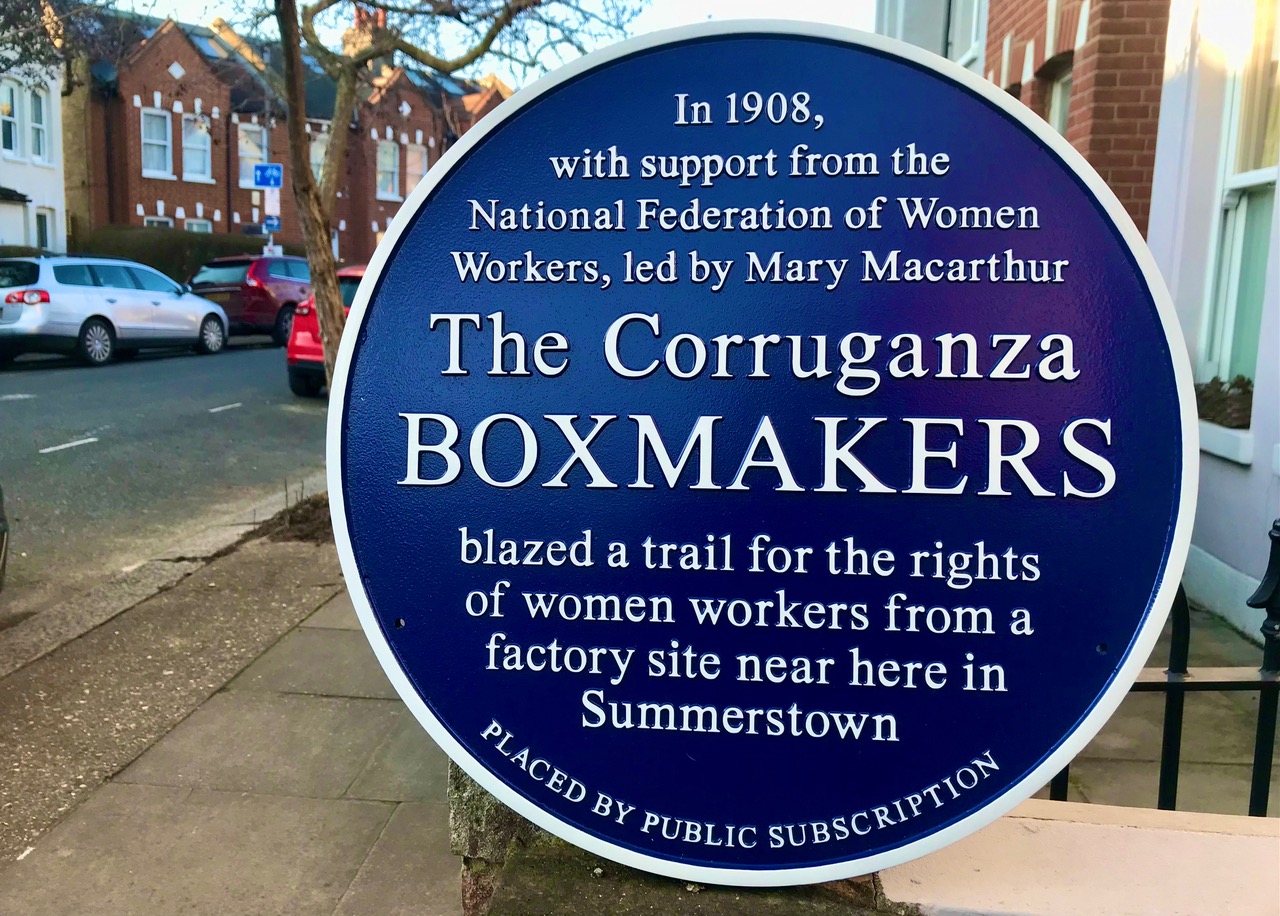 In 1908,
with support from the
National Federation of Women
Workers, led by Mary Macarthur
The Corruganza
BOXMAKERS
blazed a trail for the rights
of women workers from a
factory site near here in
Summerstown
PLACED BY PUBLIC SUBSCRIPTION